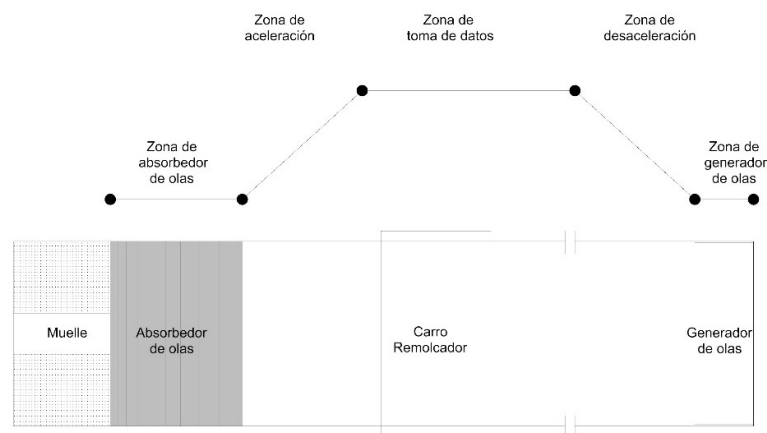 Zona de
aceleración
Zona de
toma de datos
Zona de
desaceleración
Zona de
absorbedor
de olas
Zona de
generador
de olas
Muelle
Absorbedor
de olas
Carro
Remolcador
Generador
de olas